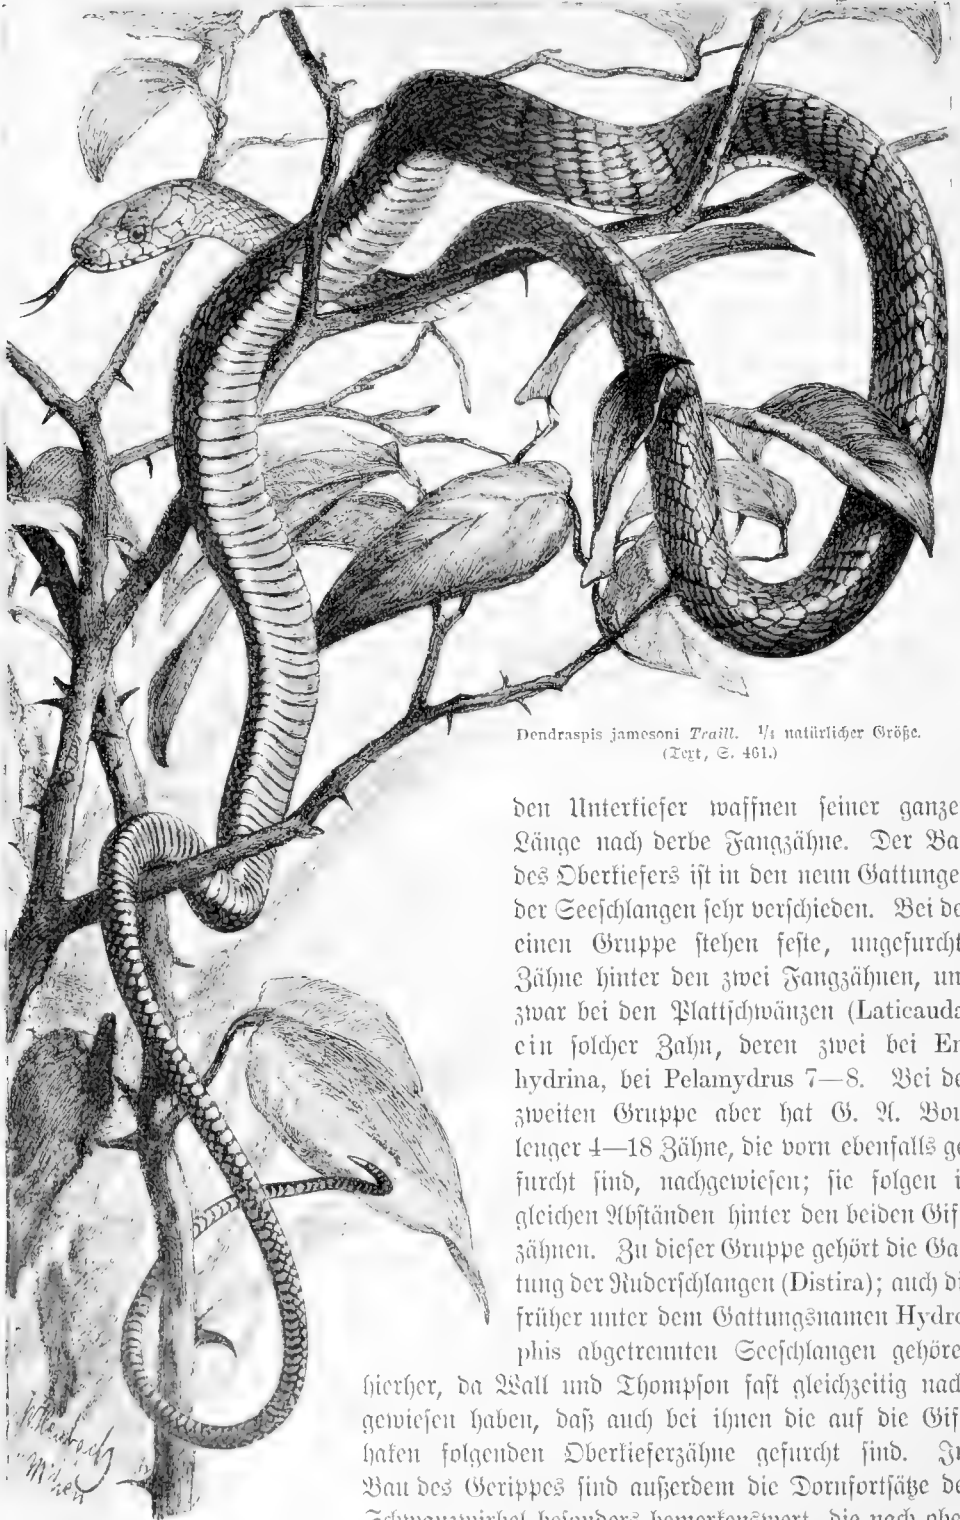 Dendraspis jamesoni Traill. 1/4 natürlicher Größe.
(Text, S. 461.)
den Unterkiefer waffnen seiner ganze
Länge nach derbe Fangzähne. Der Ba
des Oberkiefers ist in den neun Gattunge
der Seeschlangen sehr verschieden. Bei de
einen Gruppe stehen feste, ungefurcht
Zähne hinter den zwei Fangzähnen, un
zwar bei den Plattschwänzen (Laticauda
ein solcher Zahn, deren zwei bei En
hydrina, bei Pelamydrus 7—8. Bei de
zweiten Gruppe aber hat G. A. Bou
lenger 4—18 Zähne, die vorn ebenfalls ge
furcht sind, nachgewiesen; sie folgen i
gleichen Abständen hinter den beiden Gif
zähnen. Zu dieser Gruppe gehört die Ga
tung der Ruderschlangen (Distira); auch di
früher unter dem Gattungsnamen Hydro
phis abgetrennten Seeschlangen gehöre
hierher, da Wall und Thompson fast gleichzeitig nach
gewiesen haben, daß auch bei ihnen die auf die Gif
haken folgenden Oberkieferzähne gefurcht sind. Im
Bau des Gerippes sind außerdem die Dornfortsätze de
Schwanzwirbel besonders bemerkenswert, die nach obe